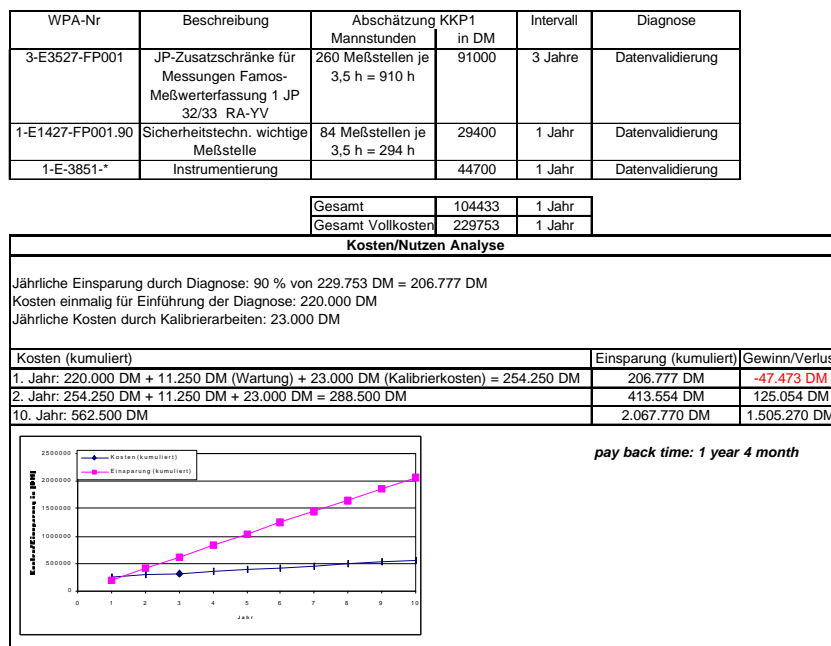 WPA-Nr Beschreibung Abschätzung KKP1 Intervall Diagnose
Mannstunden in DM
3-E3527-FP001 JP-Zusatzschränke für 260 Meßstellen je 91000 3 Jahre Datenvalidierung
Messungen Famos- 3,5 h = 910 h
Meßwerterfassung 1 JP
32/33 RA-YV
1-E1427-FP001.90 Sicherheitstechn. wichtige 84 Meßstellen je 29400 1 Jahr Datenvalidierung
Meßstelle 3,5 h = 294 h
1-E-3851-* Instrumentierung 44700 1 Jahr Datenvalidierung
Gesamt 104433 1 Jahr
Gesamt Vollkosten 229753 1 Jahr
Kosten/Nutzen Analyse
Jährliche Einsparung durch Diagnose: 90 % von 229.753 DM = 206.777 DM
Kosten einmalig für Einführung der Diagnose: 220.000 DM
Jährliche Kosten durch Kalibrierarbeiten: 23.000 DM
Kosten (kumuliert) Einsparung (kumuliert) Gewinn/Verlus
1. Jahr: 220.000 DM + 11.250 DM (Wartung) + 23.000 DM (Kalibrierkosten) = 254.250 DM 206.777 DM -47.473 DM
2. Jahr: 254.250 DM + 11.250 DM + 23.000 DM = 288.500 DM 413.554 DM 125.054 DM
10. Jahr: 562.500 DM 2.067.770 DM 1.505.270 DM
pay back time: 1 year 4 month
Kosten (kumuliert)
Einsparung (kumuliert)
Kosten/Einsparung in [DM]
2500000
2000000
1500000
1000000
500000
0
0 1 2 3 4 5 6 7 8 9 10
Jahr